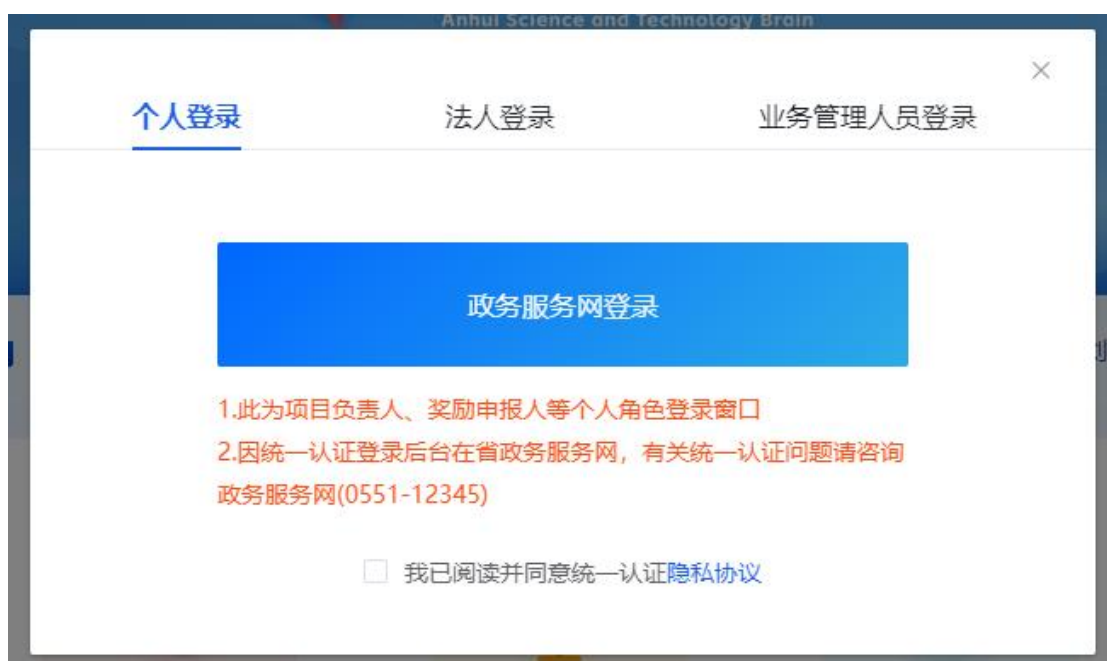 Anhui Science and Technology Brain
个人登录
法人登录
业务管理人员登录
政务服务网登录
1.此为项目负责人、奖励申报人等个人角色登录窗口
2.因统一认证登录后台在省政务服务网，有关统一认证问题请咨询
政务服务网(0551-12345)
我已阅读并同意统一认证隐私协议